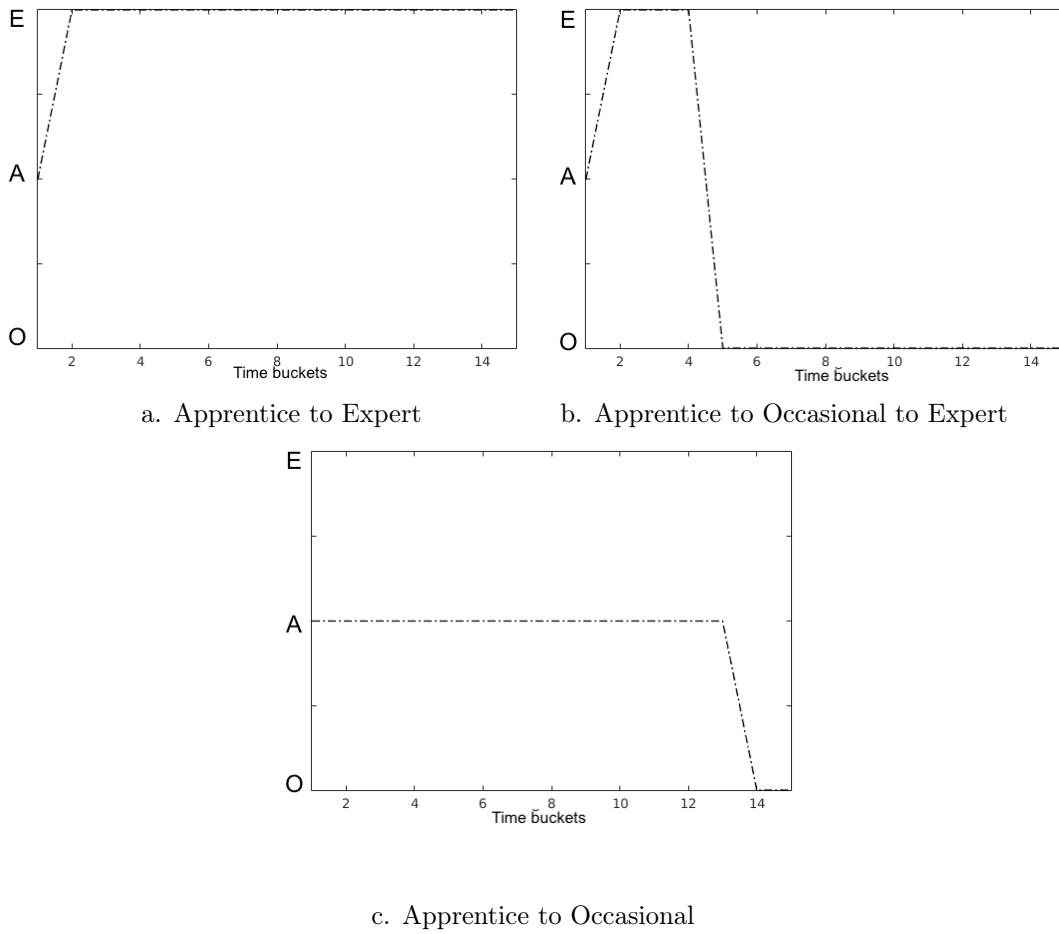 E
A
O
2 4 6 8 10 12 14
Time buckets
a. Apprentice to Expert
E
A
O
2 4 6 8 10 12 14
Time buckets
b. Apprentice to Occasional to Expert
E
A
O
2 4 6 8 10 12 14
Time buckets
c. Apprentice to Occasional